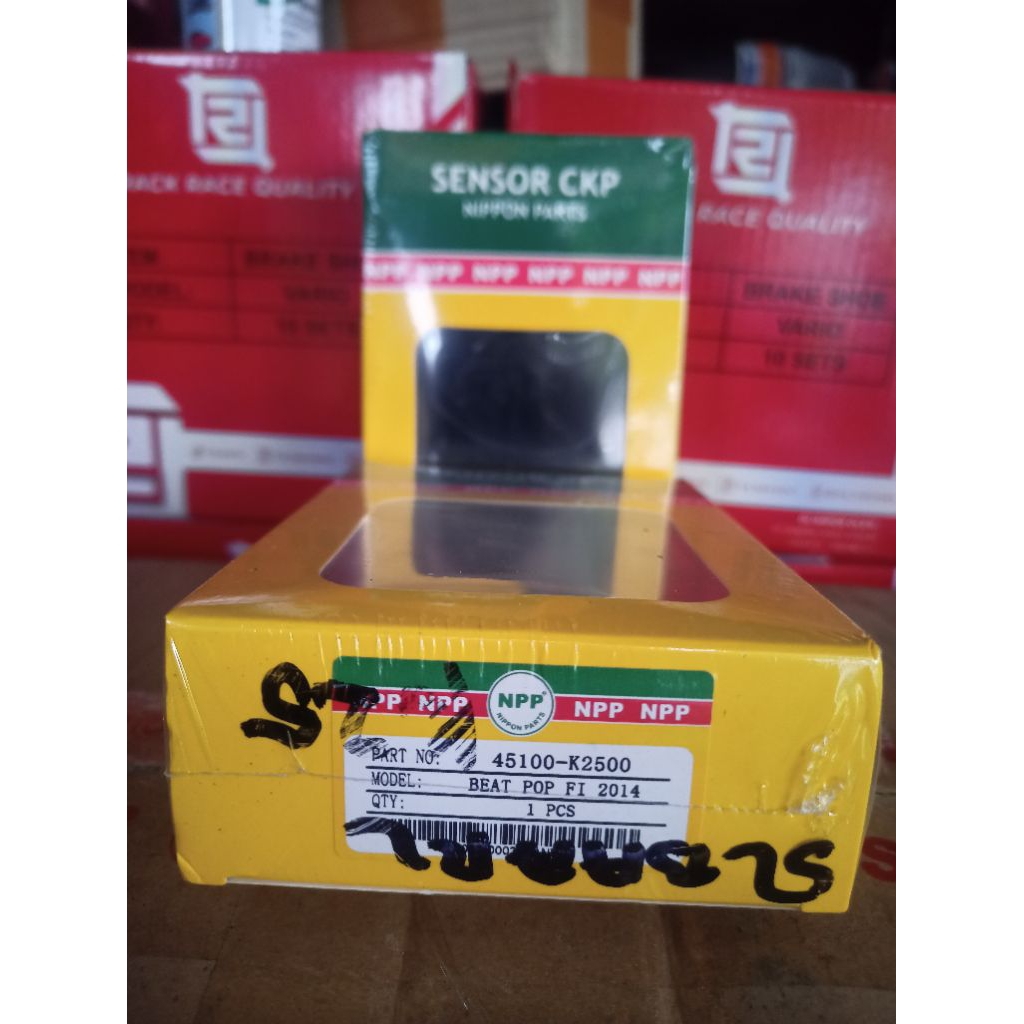 RACK RACE QUALITY
BRAKE SHOE
VARIO
10 SETS
SENSOR CKP
NIPPON PARTS
NPP NPP NPP NPP NPP NPP
RACE QUALITY
BRAKE SHOE
VARIO
10 SETS
NPP NPP NPP NPP NPP
NIPPON PARTS
PART NO: 45100-K2500
MODEL: BEAT POP FI 2014
QTY: 1 PCS